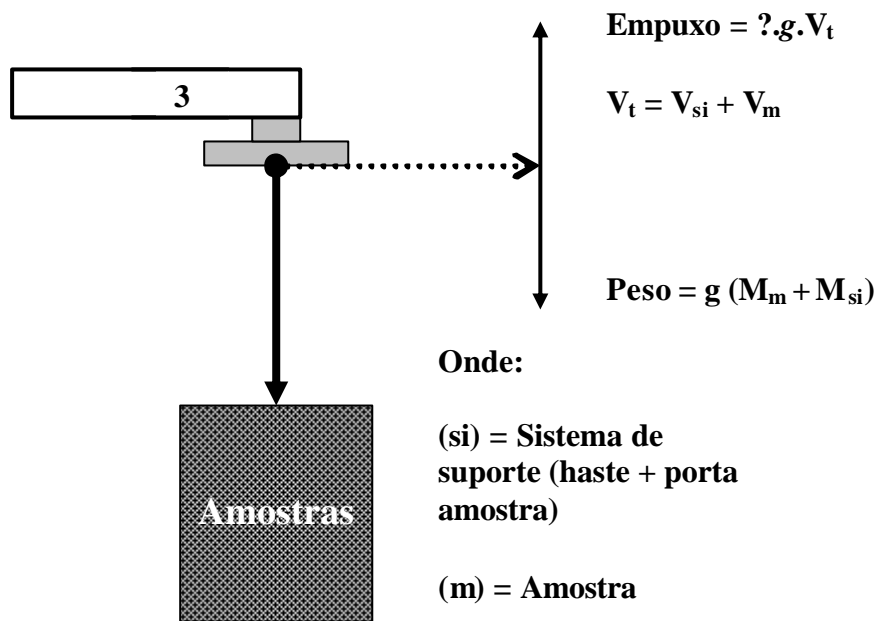 Empuxo = ?.g.Vt
3
Vt = Vsi + Vm
Peso = g (Mm + Msi)
Onde:
(si) = Sistema de
suporte (haste + porta
amostra)
Amostras
(m) = Amostra